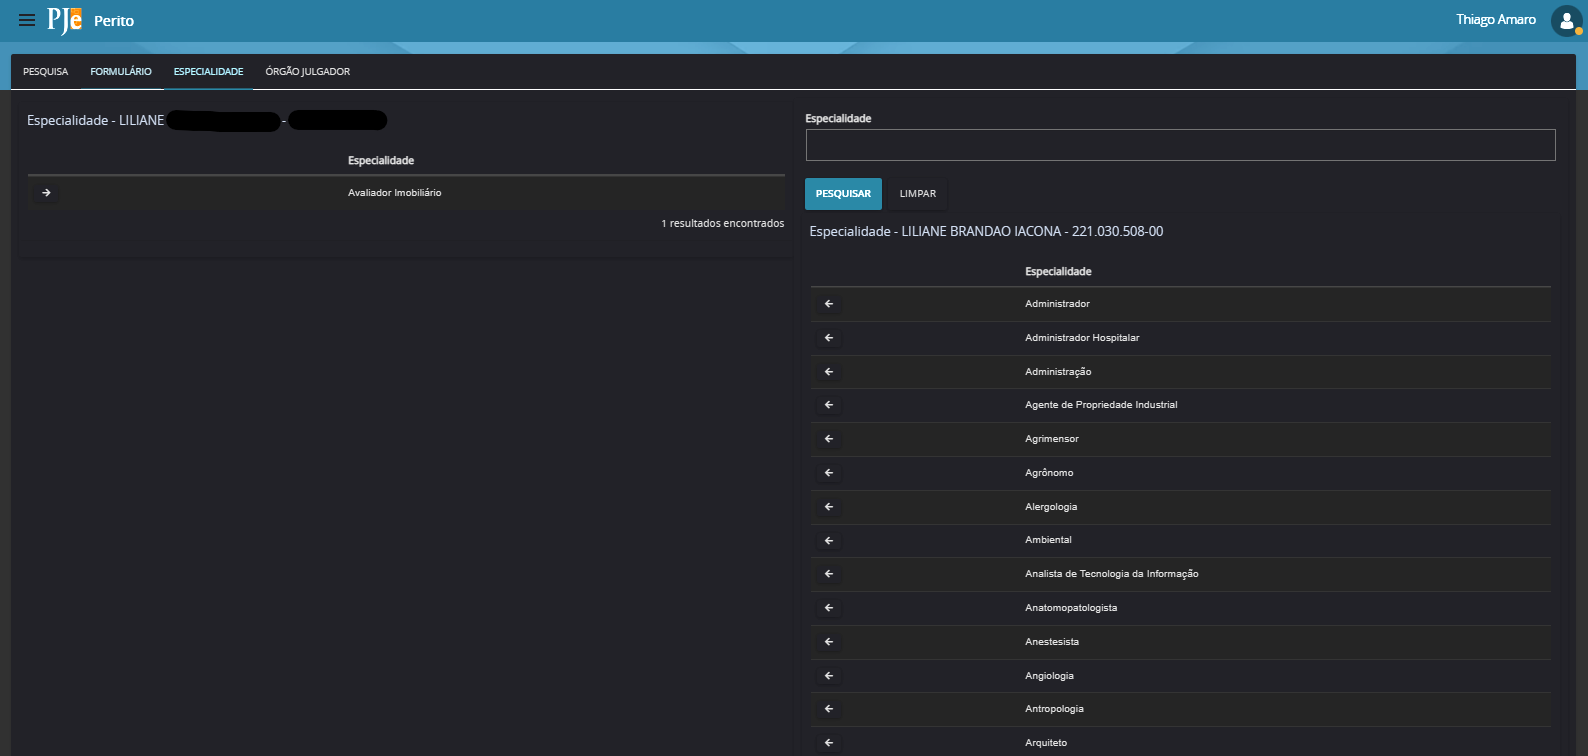 PJe Perito
Thiago Amaro
PESQUISA FORMULÁRIO ESPECIALIDADE ÓRGÃO JULGADOR
Especialidade - LILIANE -
Especialidade
Avaliador Imobiliário
1 resultados encontrados
Especialidade
PESQUISAR LIMPAR
Especialidade - LILIANE BRANDAO IACONA - 221.030.508-00
Especialidade
Administrador
Administrador Hospitalar
Administração
Agente de Propriedade Industrial
Agrimensor
Agrônomo
Alergologia
Ambiental
Analista de Tecnologia da Informação
Anatomopatologista
Anestesista
Angiologia
Antropologia
Arquiteto